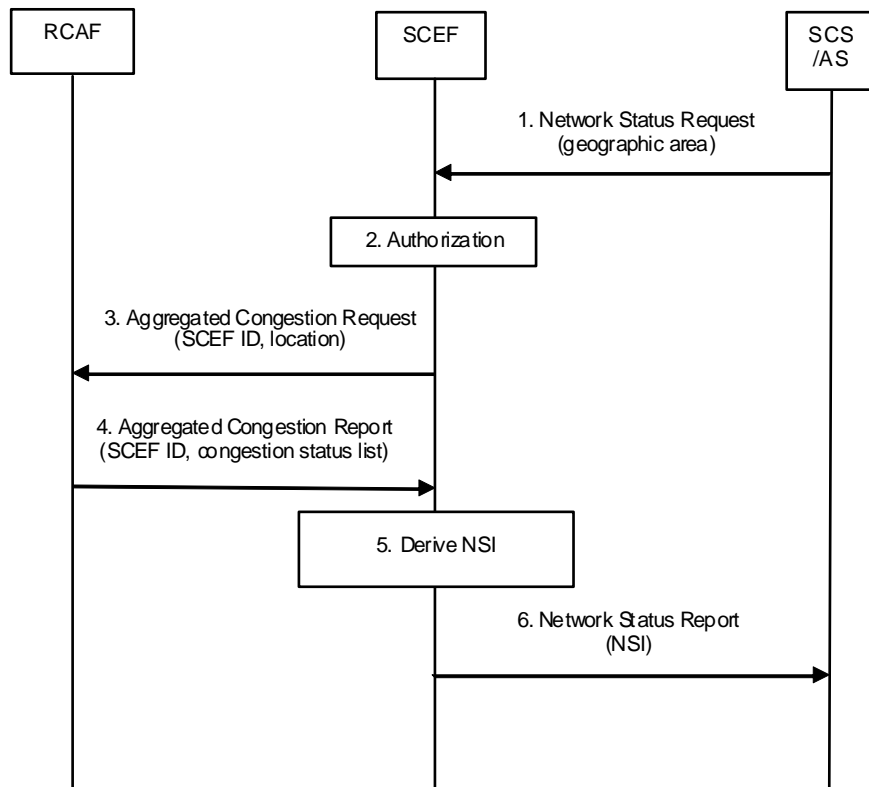 RCAF
SCEF
SCS
/AS
1. Network Status Request
(geographic area)
2. Authorization
3. Aggregated Congestion Request
(SCEF ID, location)
4. Aggregated Congestion Report
(SCEF ID, congestion status list)
5. Derive NSI
6. Network Status Report
(NSI)